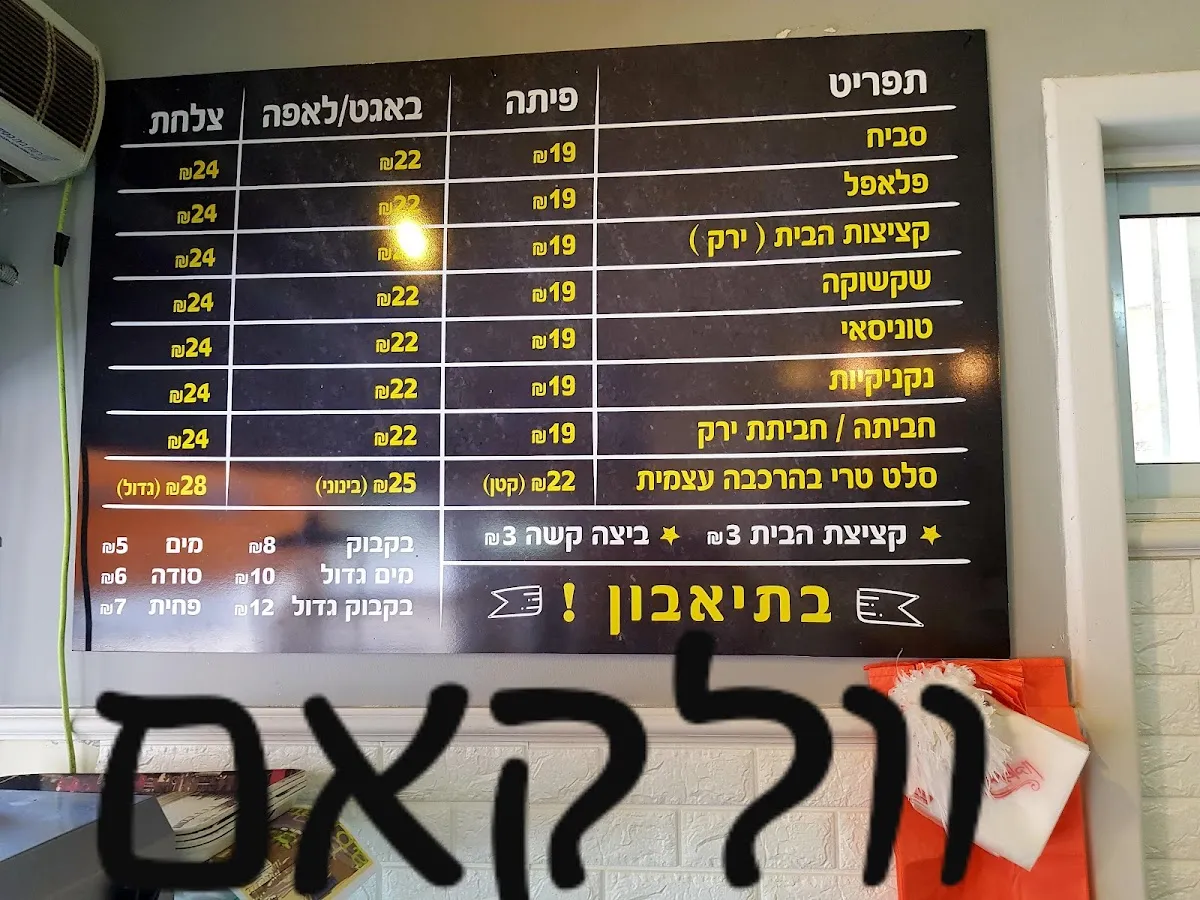 תפריט פיתה באגט/לאפה צלחת
סביח ₪19 ₪22 ₪24
פלאפל ₪19 ₪22 ₪24
קציצות הבית ( ירק ) ₪19 ₪24
שקשוקה ₪19 ₪22 ₪24
טוניסאי ₪19 ₪22 ₪24
נקניקיות ₪19 ₪22 ₪24
חביתה / חביתת ירק ₪19 ₪22 ₪24
סלט טרי בהרכבה עצמית ₪22 (קטן) ₪25 (בינוני) ₪28 (גדול)
קציצת הבית 3₪ ביצה קשה 3₪
בתיאבון !
בקבוק ₪8 מים ₪5
מים גדול ₪10 סודה ₪6
בקבוק גדול ₪12 פחית ₪7
וולקאם